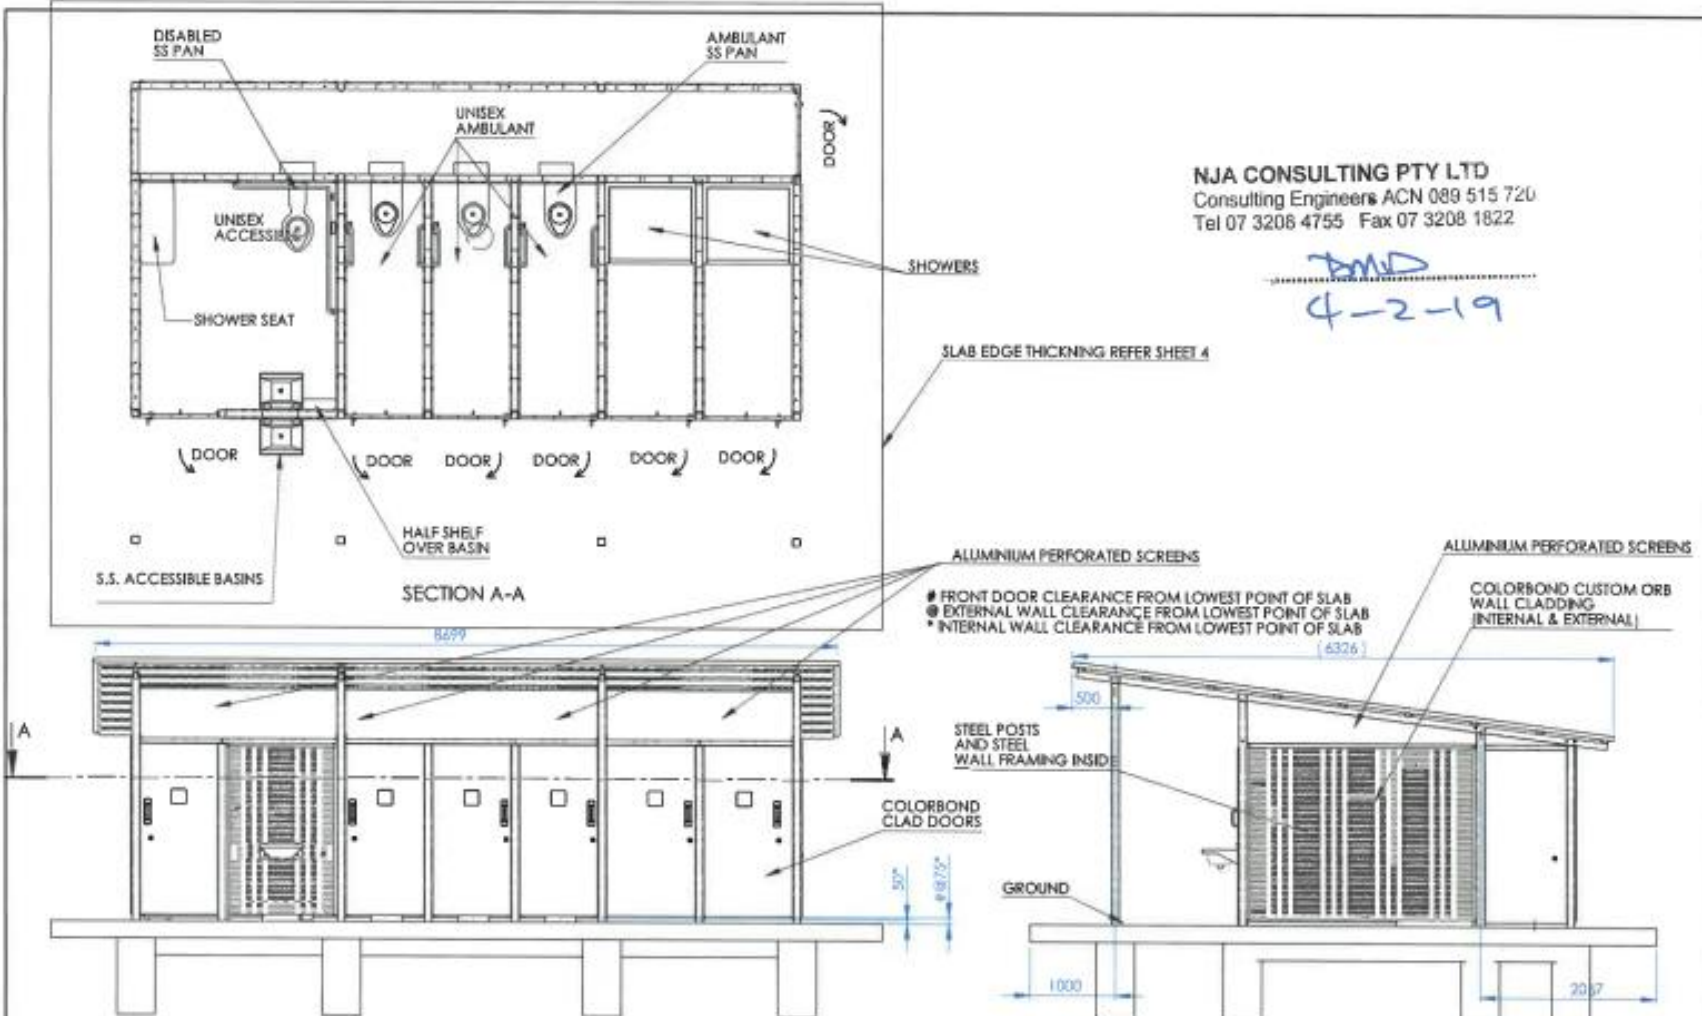 DISABLED
SS PAN
AMBULANT
SS PAN
UNISEX
AMBULANT
DOOR
UNISEX
SHOWER SEAT
SHOWERS
SLAB EDGE THICKNING REFER SHEET 4
DOOR
DOOR
DOOR
DOOR
DOOR
DOOR
HALF SHELF
OVER BASIN
S.S. ACCESSIBLE BASINS
SECTION A-A
NJA CONSULTING PTY LTD
Consulting Engineers ACN 089 515 720
Tel 07 3208 4755 Fax 07 3208 1822
4-2-19
ALUMINIUM PERFORATED SCREENS
# FRONT DOOR CLEARANCE FROM LOWEST POINT OF SLAB
@ EXTERNAL WALL CLEARANCE FROM LOWEST POINT OF SLAB
* INTERNAL WALL CLEARANCE FROM LOWEST POINT OF SLAB
ALUMINIUM PERFORATED SCREENS
COLORBOND CUSTOM ORB
WALL CLADDING
(INTERNAL & EXTERNAL)
8699
A
A
COLORBOND
CLAD DOORS
50*
(6326)
500
STEEL POSTS
AND STEEL
WALL FRAMING INSID
GROUND
1000